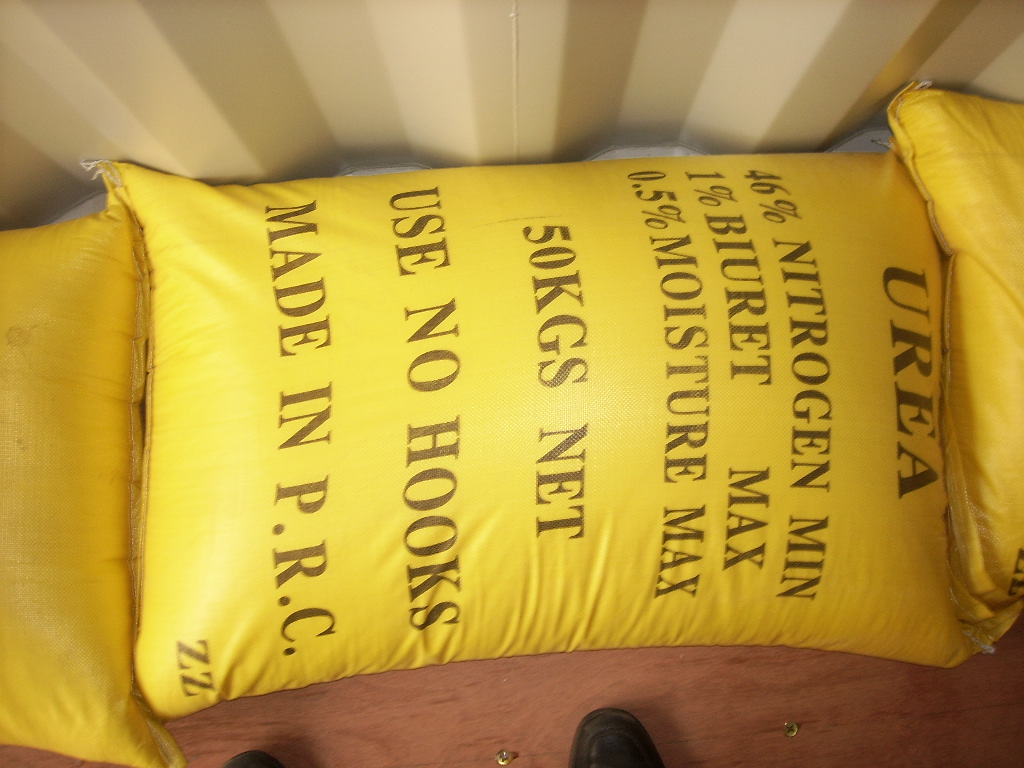 UREA
46% NITROGEN MIN
1% BIURET MAX
0.5% MOISTURE MAX
50KGS NET
USE NO HOOKS
MADE IN P.R.C.
ZZ